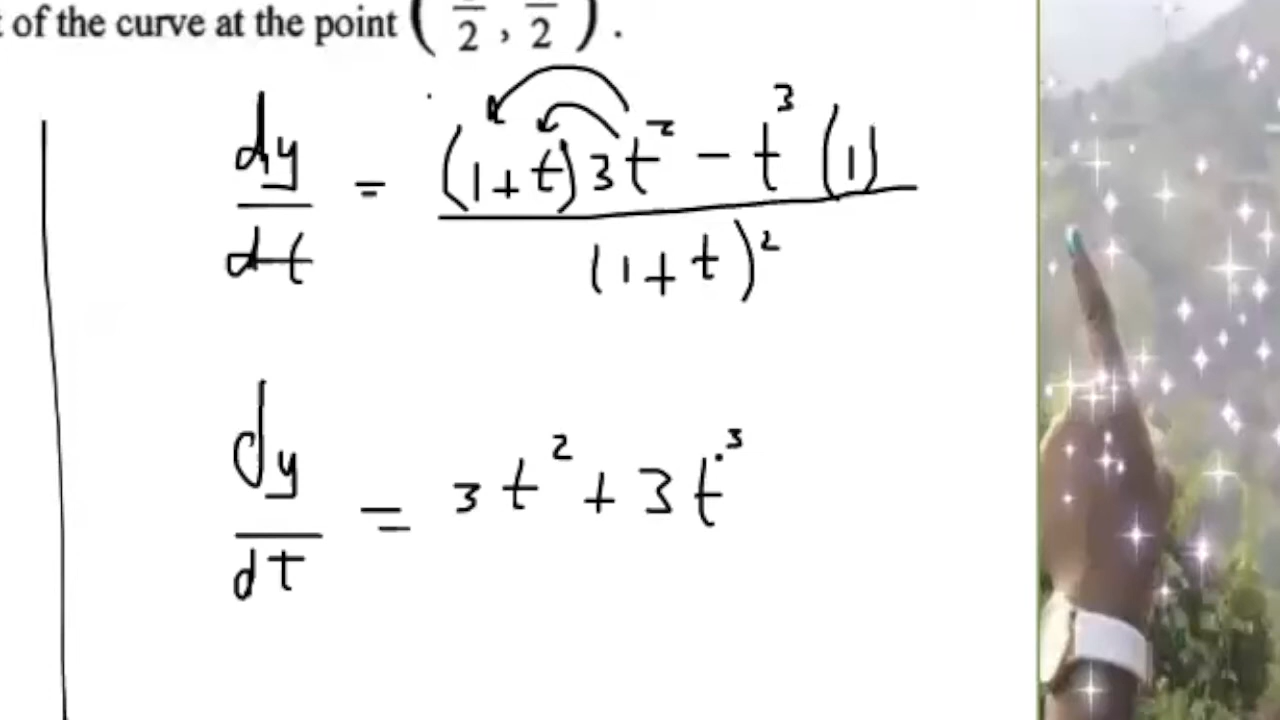 of the curve at the point ( /2 , /2 ) .
dy/dt = ((1+t)3t² − t³(1))/(1+t)²
dy/dt = 3t² + 3t³